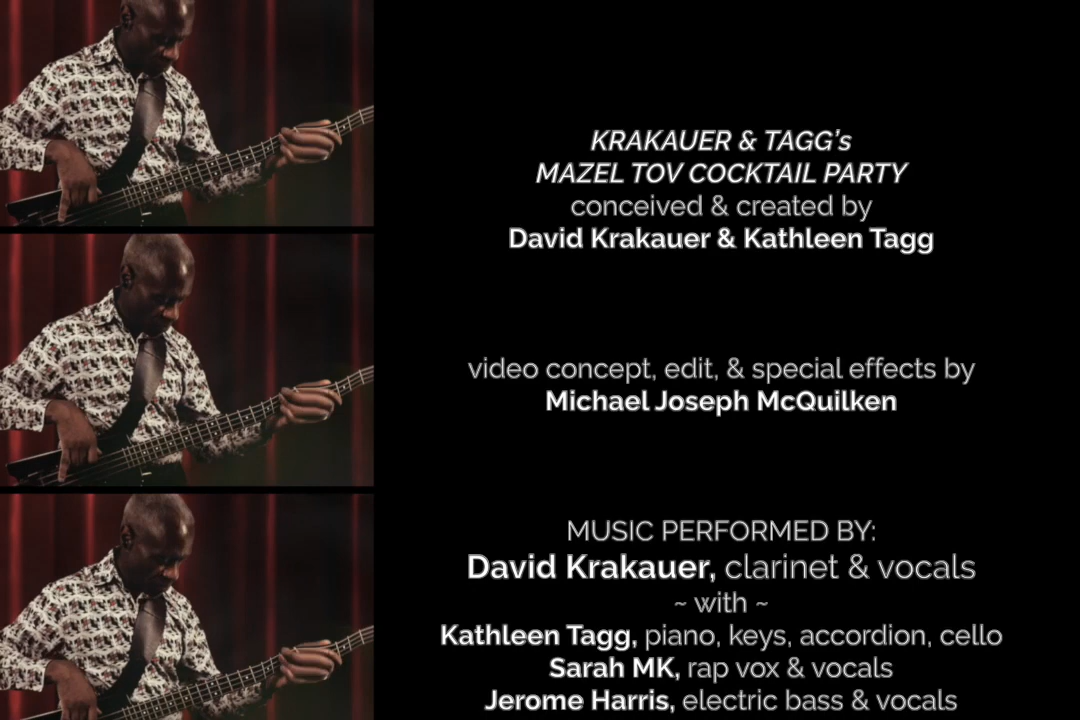 KRAKAUER & TAGG's
MAZEL TOV COCKTAIL PARTY
conceived & created by
David Krakauer & Kathleen Tagg
video concept, edit, & special effects by
Michael Joseph McQuilken
MUSIC PERFORMED BY:
David Krakauer, clarinet & vocals
~ with ~
Kathleen Tagg, piano, keys, accordion, cello
Sarah MK, rap vox & vocals
Jerome Harris, electric bass & vocals